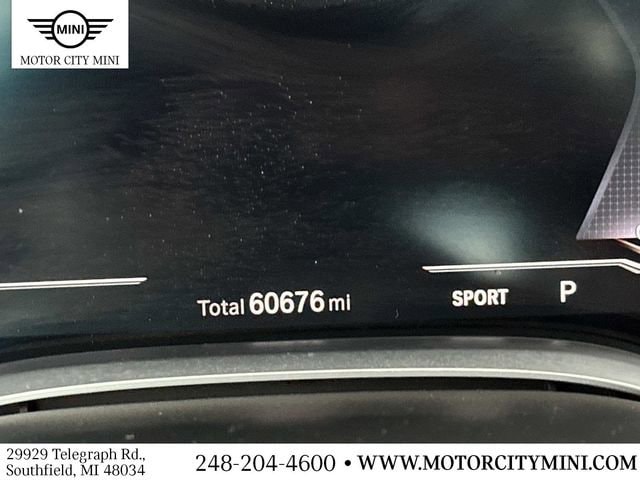 MINI
MOTOR CITY MINI
Total 60676 mi
SPORT P
29929 Telegraph Rd.,
Southfield, MI 48034
248-204-4600 • WWW.MOTORCITYMINI.COM